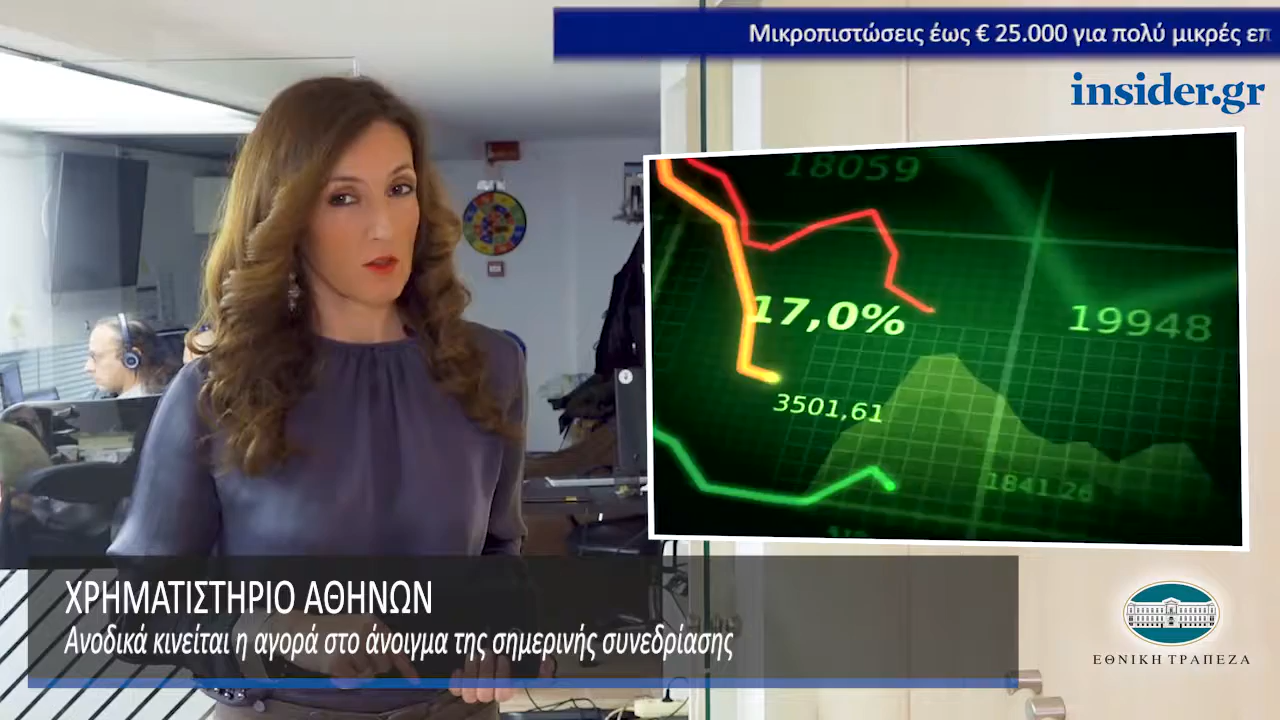 Μικροπιστώσεις έως € 25.000 για πολύ μικρές επ
insider.gr
18059
17,0%
19948
3501,61
1841,26
ΧΡΗΜΑΤΙΣΤΗΡΙΟ ΑΘΗΝΩΝ
Ανοδικά κινείται η αγορά στο άνοιγμα της σημερινής συνεδρίασης
ΕΘΝΙΚΗ ΤΡΑΠΕΖΑ